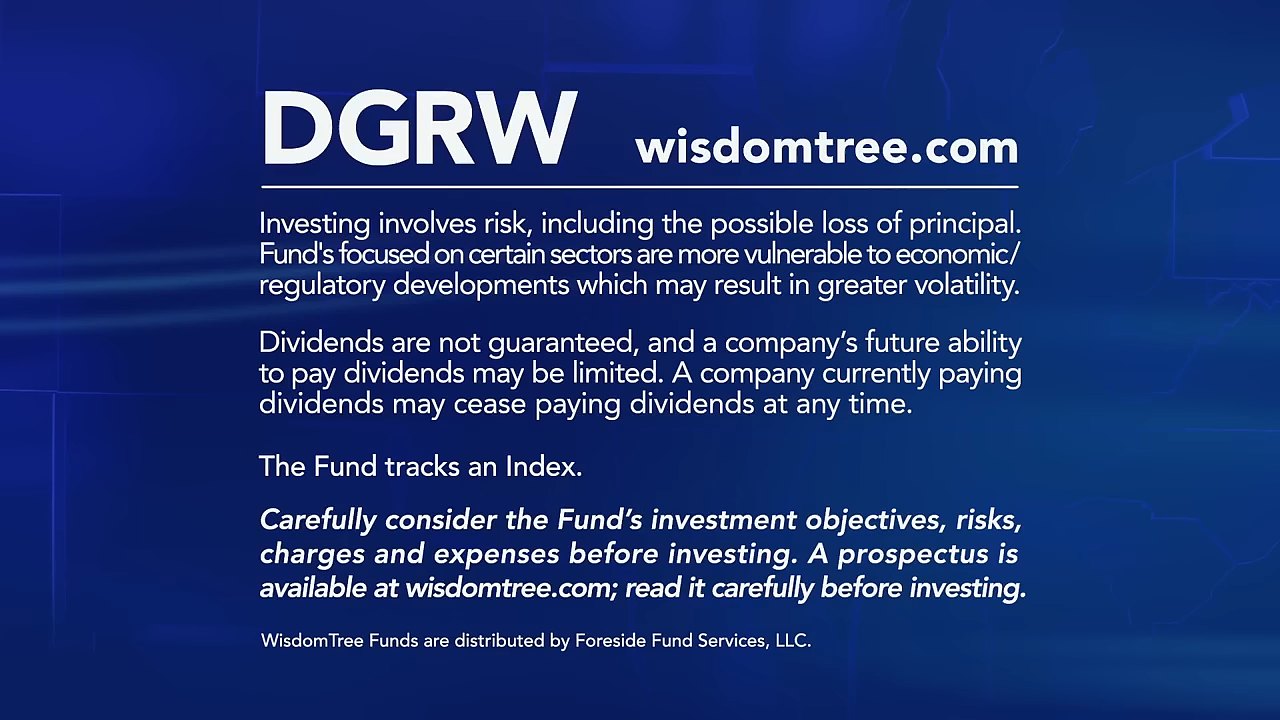 DGRW wisdomtree.com
Investing involves risk, including the possible loss of principal.
Fund's focused on certain sectors are more vulnerable to economic/
regulatory developments which may result in greater volatility.
Dividends are not guaranteed, and a company’s future ability
to pay dividends may be limited. A company currently paying
dividends may cease paying dividends at any time.
The Fund tracks an Index.
Carefully consider the Fund’s investment objectives, risks,
charges and expenses before investing. A prospectus is
available at wisdomtree.com; read it carefully before investing.
WisdomTree Funds are distributed by Foreside Fund Services, LLC.